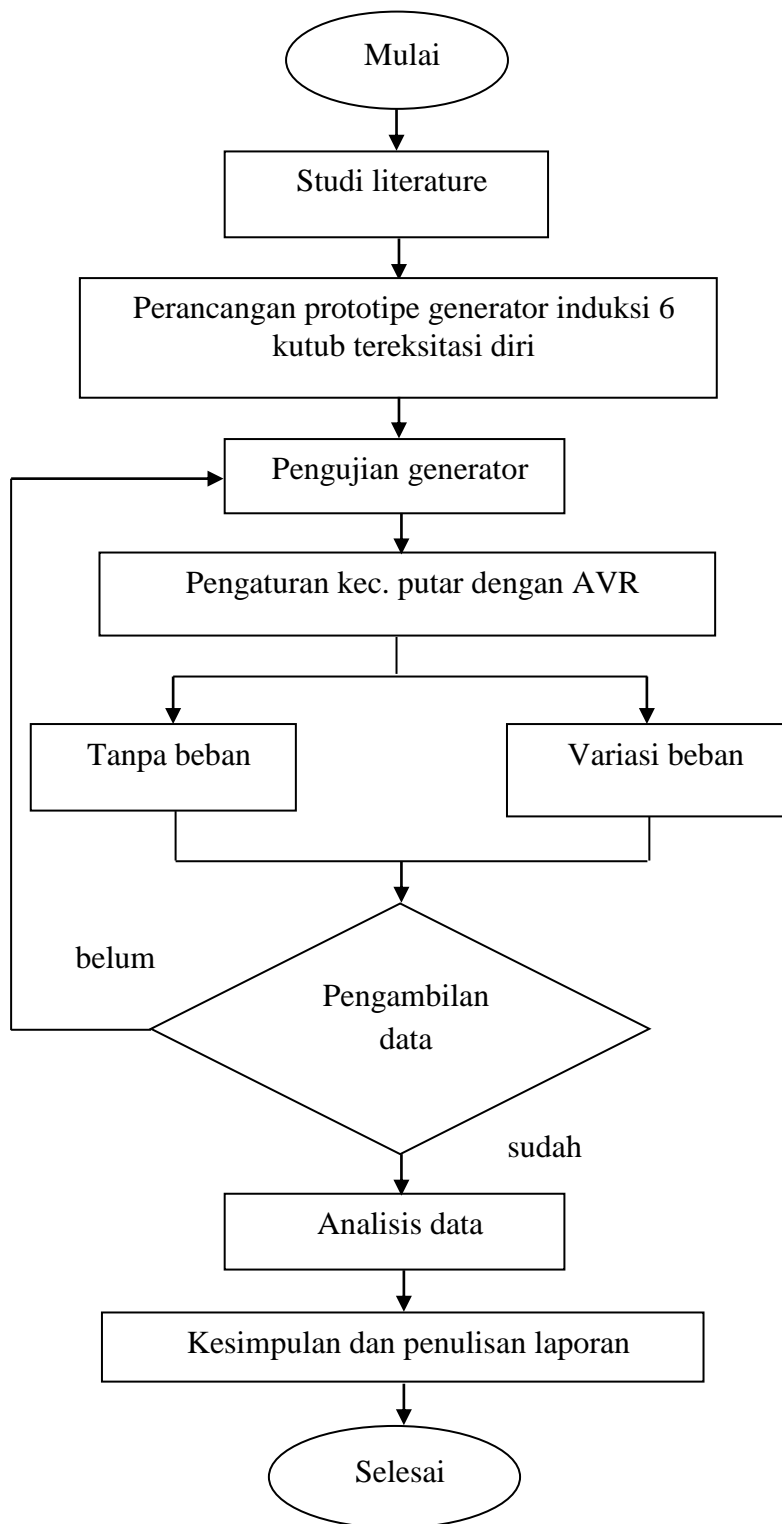 Mulai
Studi literature
Perancangan prototipe generator induksi 6
kutub tereksitasi diri
Pengujian generator
Pengaturan kec. putar dengan AVR
Tanpa beban
Variasi beban
belum
Pengambilan
data
sudah
Analisis data
Kesimpulan dan penulisan laporan
Selesai